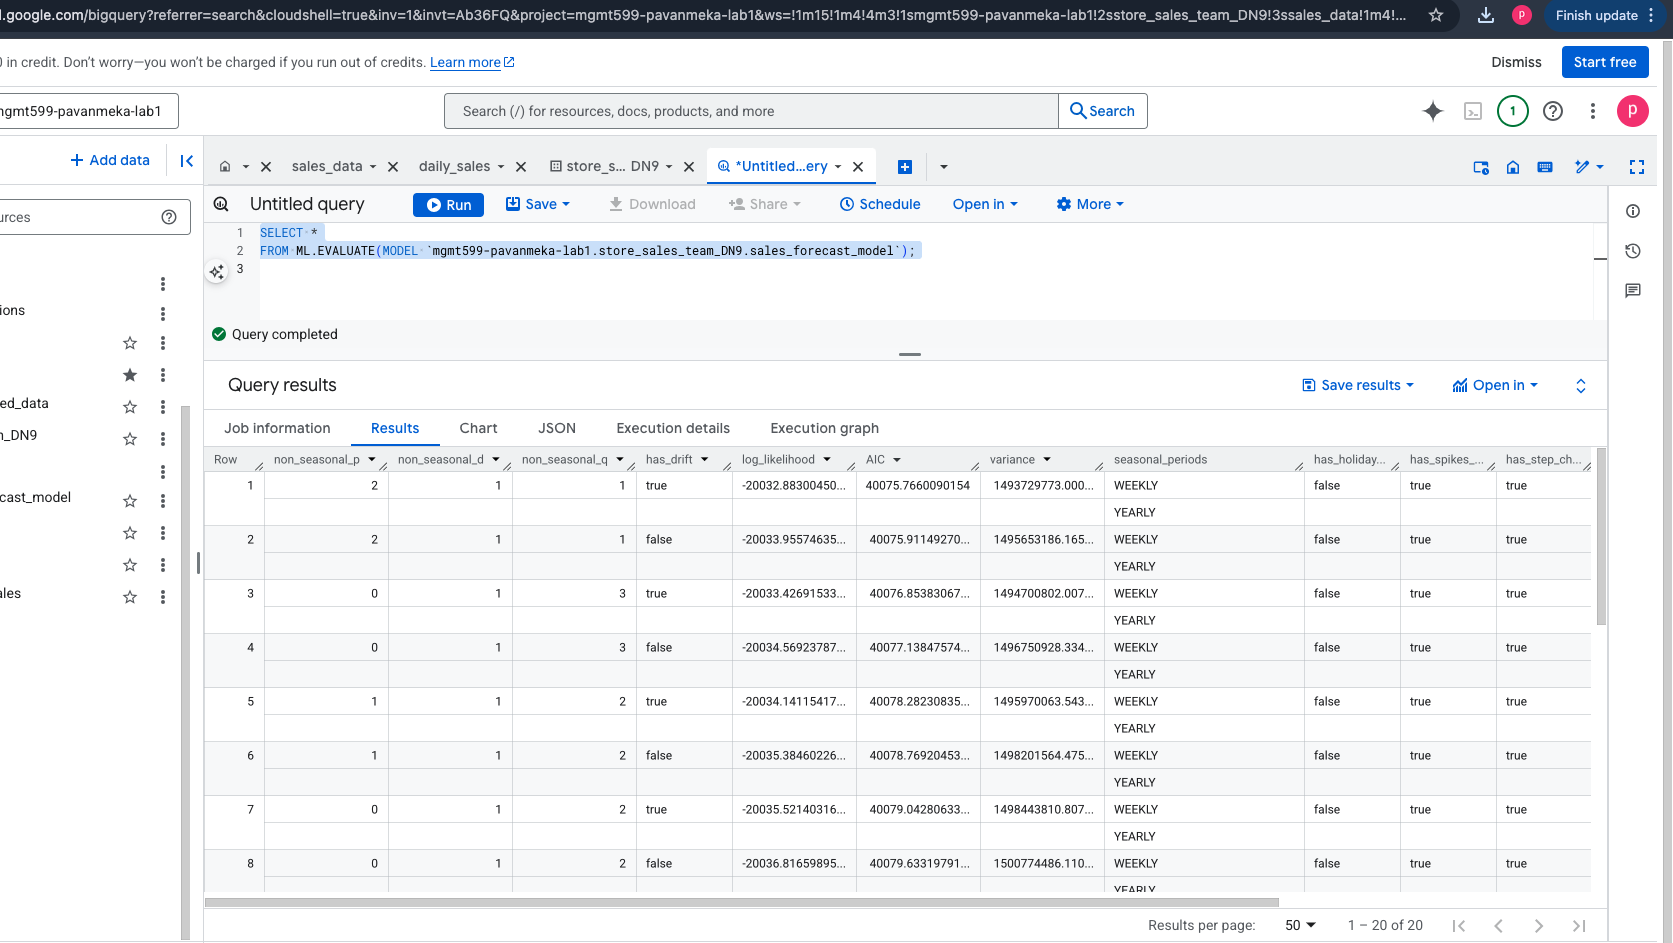 l.google.com/bigquery?referrer=search&cloudshell=true&inv=1&invt=Ab36FQ&project=mgmt599-pavanmeka-lab1&ws=!1m15!1m4!4m3!1smgmt599-pavanmeka-lab1!2sstore_sales_team_DN9!3ssales_data!1m4!... p Finish update
0 in credit. Don't worry—you won't be charged if you run out of credits. Learn more Dismiss Start free
mgmt599-pavanmeka-lab1 Search (/) for resources, docs, products, and more Search 1 p
+ Add data sales_data daily_sales store_s... DN9 *Untitled...ery
urces Untitled query Run Save Download Share Schedule Open in More
1 SELECT *
2 FROM ML.EVALUATE(MODEL `mgmt599-pavanmeka-lab1.store_sales_team_DN9.sales_forecast_model`);
3
ions
Query completed
Query results Save results Open in
ed_data
Job information Results Chart JSON Execution details Execution graph
_DN9
Row non_seasonal_p non_seasonal_d non_seasonal_q has_drift log_likelihood AIC variance seasonal_periods has_holiday... has_spikes_... has_step_ch...
1 2 1 1 true -20032.88300450... 40075.7660090154 1493729773.000... WEEKLY false true true
cast_model
YEARLY
2 2 1 1 false -20033.95574635... 40075.91149270... 1495653186.165... WEEKLY false true true
YEARLY
3 0 1 3 true -20033.42691533... 40076.85383067... 1494700802.007... WEEKLY false true true
ales
YEARLY
4 0 1 3 false -20034.56923787... 40077.13847574... 1496750928.334... WEEKLY false true true
YEARLY
5 1 1 2 true -20034.14115417... 40078.28230835... 1495970063.543... WEEKLY false true true
YEARLY
6 1 1 2 false -20035.38460226... 40078.76920453... 1498201564.475... WEEKLY false true true
YEARLY
7 0 1 2 true -20035.52140316... 40079.04280633... 1498443810.807... WEEKLY false true true
YEARLY
8 0 1 2 false -20036.81659895... 40079.63319791... 1500774486.110... WEEKLY false true true
YEARLY
Results per page: 50 1 – 20 of 20